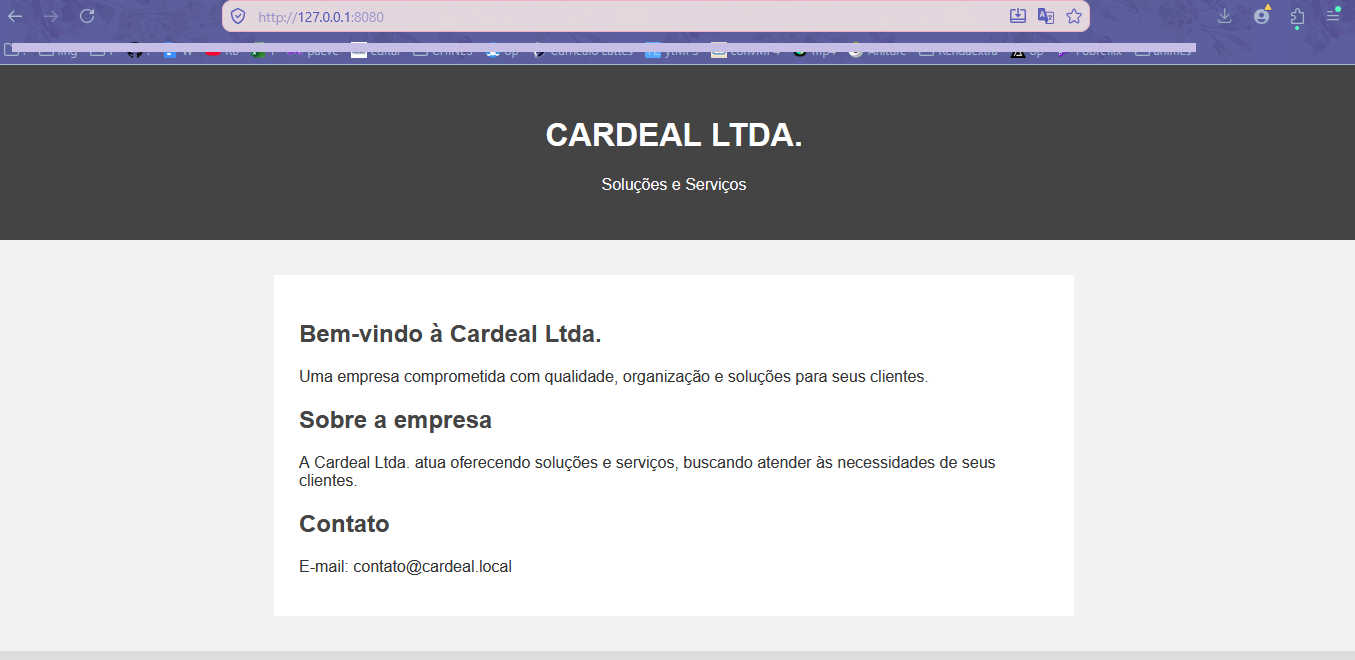 http://127.0.0.1:8080
CARDEAL LTDA.
Soluções e Serviços
Bem-vindo à Cardeal Ltda.
Uma empresa comprometida com qualidade, organização e soluções para seus clientes.
Sobre a empresa
A Cardeal Ltda. atua oferecendo soluções e serviços, buscando atender às necessidades de seus
clientes.
Contato
E-mail: contato@cardeal.local